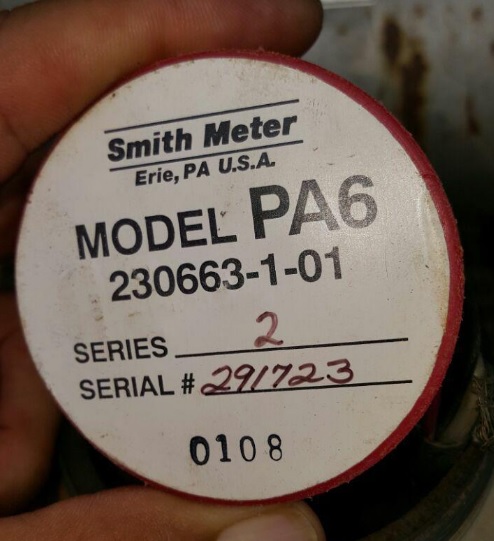 Smith Meter
Erie, PA U.S.A.
MODEL PA6
230663-1-01
SERIES 2
SERIAL # 291723
0108